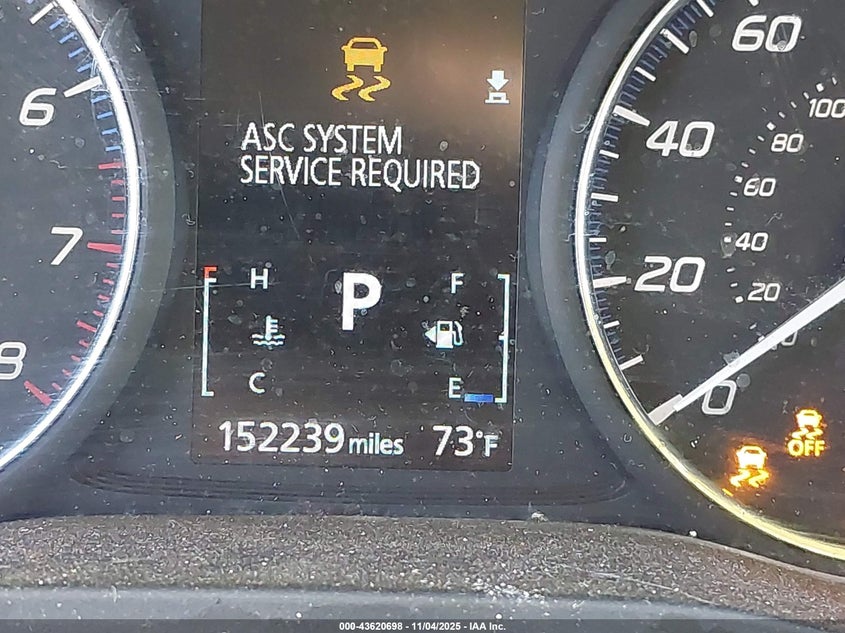 6
7
8
ASC SYSTEM
SERVICE REQUIRED
H
P
F
C
E
152239 miles 73°F
60
40
20
0
100
80
60
40
20
OFF
000-43620698 - 11/04/2025 - IAA Inc.